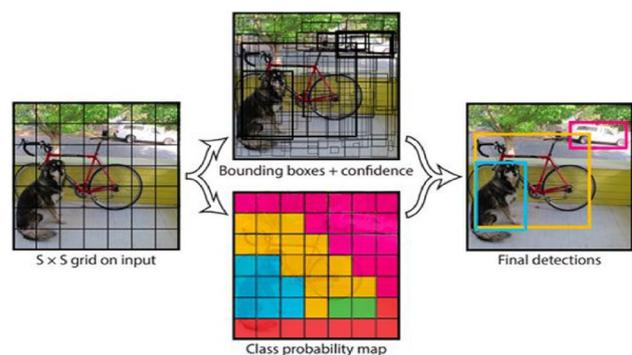 S × S grid on input
Bounding boxes + confidence
Class probability map
Final detections